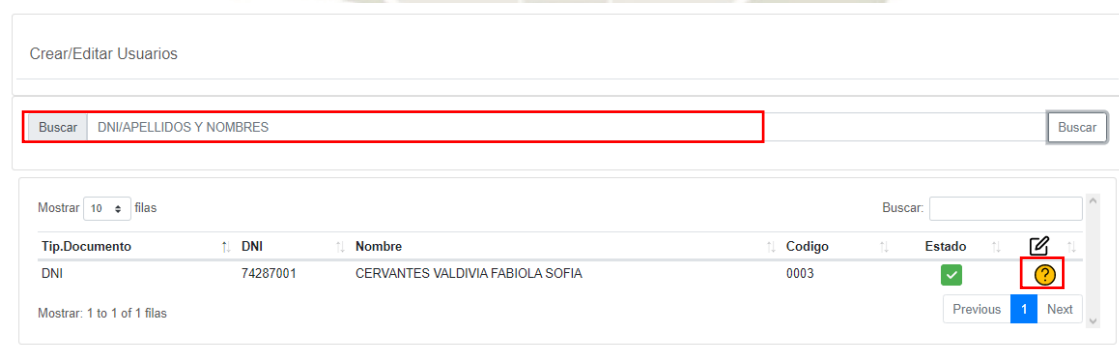 Crear/Editar Usuarios
Buscar DNI/APELLIDOS Y NOMBRES Buscar
Mostrar 10 filas Buscar:
Tip.Documento DNI Nombre Codigo Estado
DNI 74287001 CERVANTES VALDIVIA FABIOLA SOFIA 0003 ?
Mostrar: 1 to 1 of 1 filas Previous 1 Next